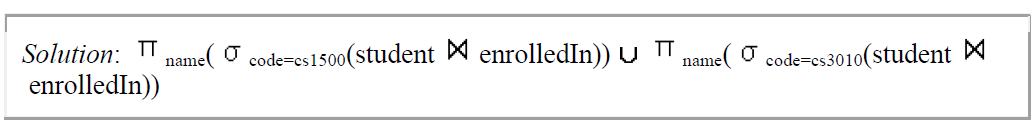 Solution: π name( σ code=cs1500(student ⋈ enrolledIn)) ∪ π name( σ code=cs3010(student ⋈
enrolledIn))